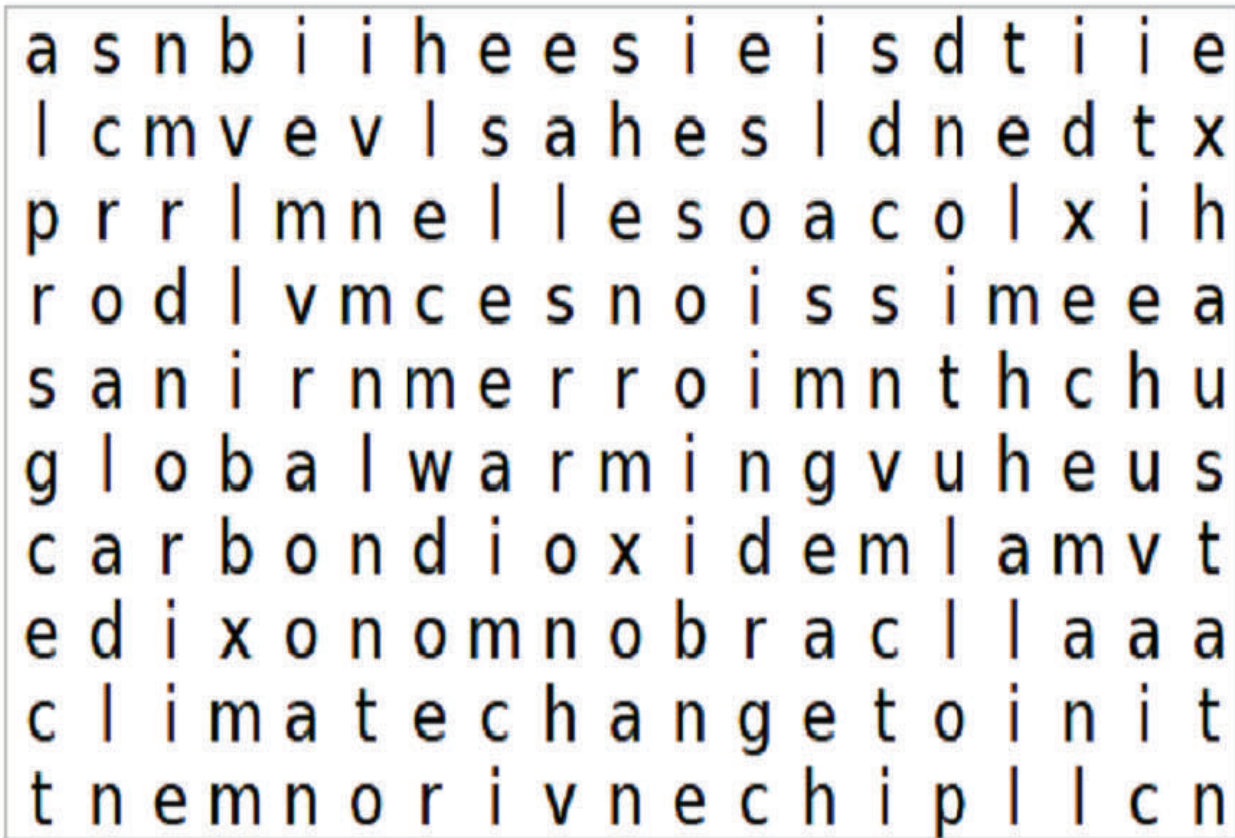 a s n b i i h e e s i e i s d t i i e
l c m v e v l s a h e s l d n e d t x
p r r l m n e l l e s o a c o l x i h
r o d l v m c e s n o i s s i m e e a
s a n i r n m e r r o i m n t h c h u
g l o b a l w a r m i n g v u h e u s
c a r b o n d i o x i d e m l a m v t
e d i x o n o m n o b r a c l l a a a
c l i m a t e c h a n g e t o i n i t
t n e m n o r i v n e c h i p l l c n